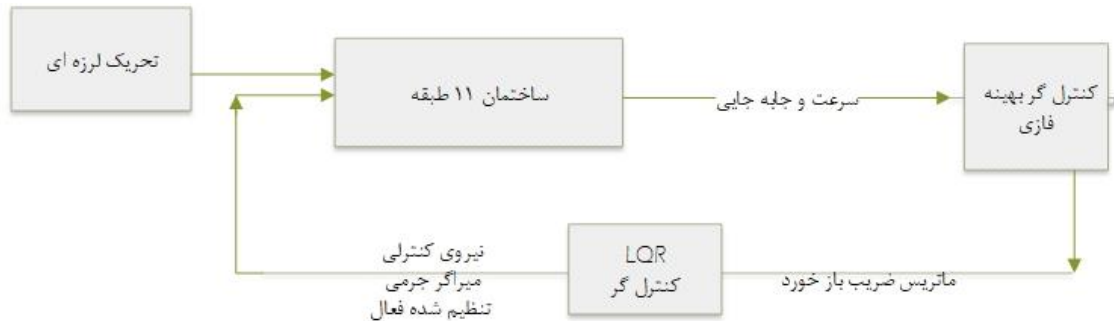 تحریک لرزه ای
ساختمان ۱۱ طبقه
سرعت و جابه جایی
کنترل گر بهینه
فازی
ماتریس ضریب باز خورد
LQR
کنترل گر
نیروی کنترلی
میراگر جرمی
تنظیم شده فعال